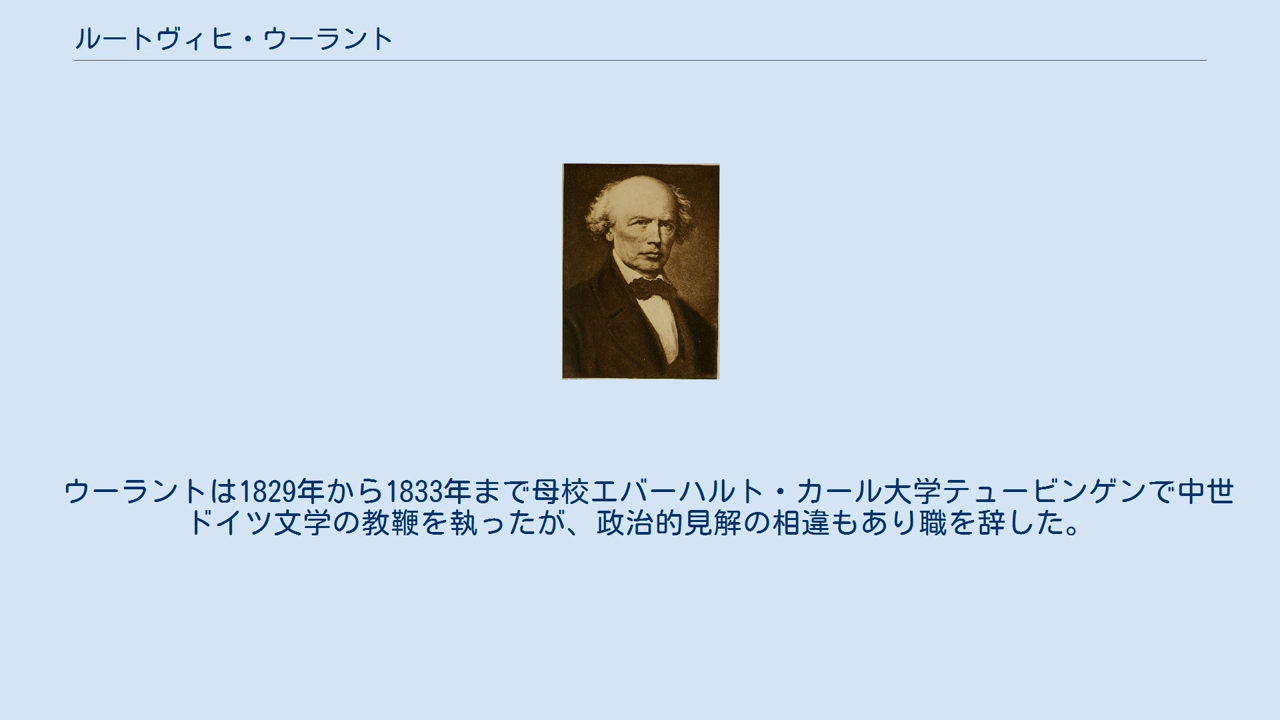 ルートヴィヒ・ウーラント
ウーラントは1829年から1833年まで母校エバーハルト・カール大学テュービンゲンで中世
ドイツ文学の教鞭を執ったが、政治的見解の相違もあり職を辞した。